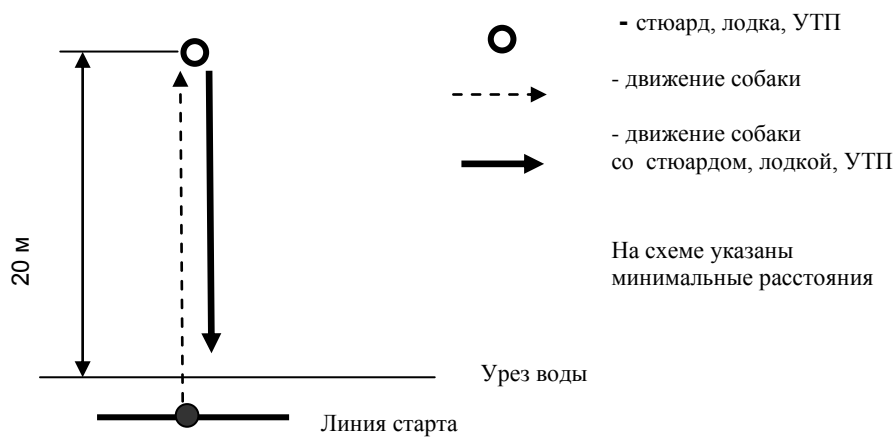 - стюард, лодка, УТП
- движение собаки
- движение собаки
со стюардом, лодкой, УТП
20 м
На схеме указаны
минимальные расстояния
Урез воды
Линия старта